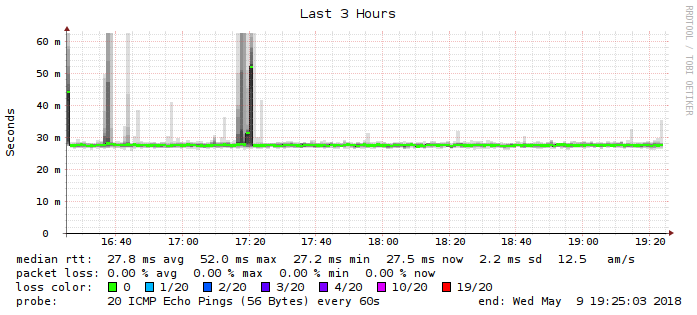 Last 3 Hours
RRDTOOL / TOBI OETIKER
Seconds
60 m
50 m
40 m
30 m
20 m
10 m
0
16:40 17:00 17:20 17:40 18:00 18:20 18:40 19:00 19:20
median rtt: 27.8 ms avg 52.0 ms max 27.2 ms min 27.5 ms now 2.2 ms sd 12.5 am/s
packet loss: 0.00 % avg 0.00 % max 0.00 % min 0.00 % now
loss color: 0 1/20 2/20 3/20 4/20 10/20 19/20
probe: 20 ICMP Echo Pings (56 Bytes) every 60s end: Wed May 9 19:25:03 2018